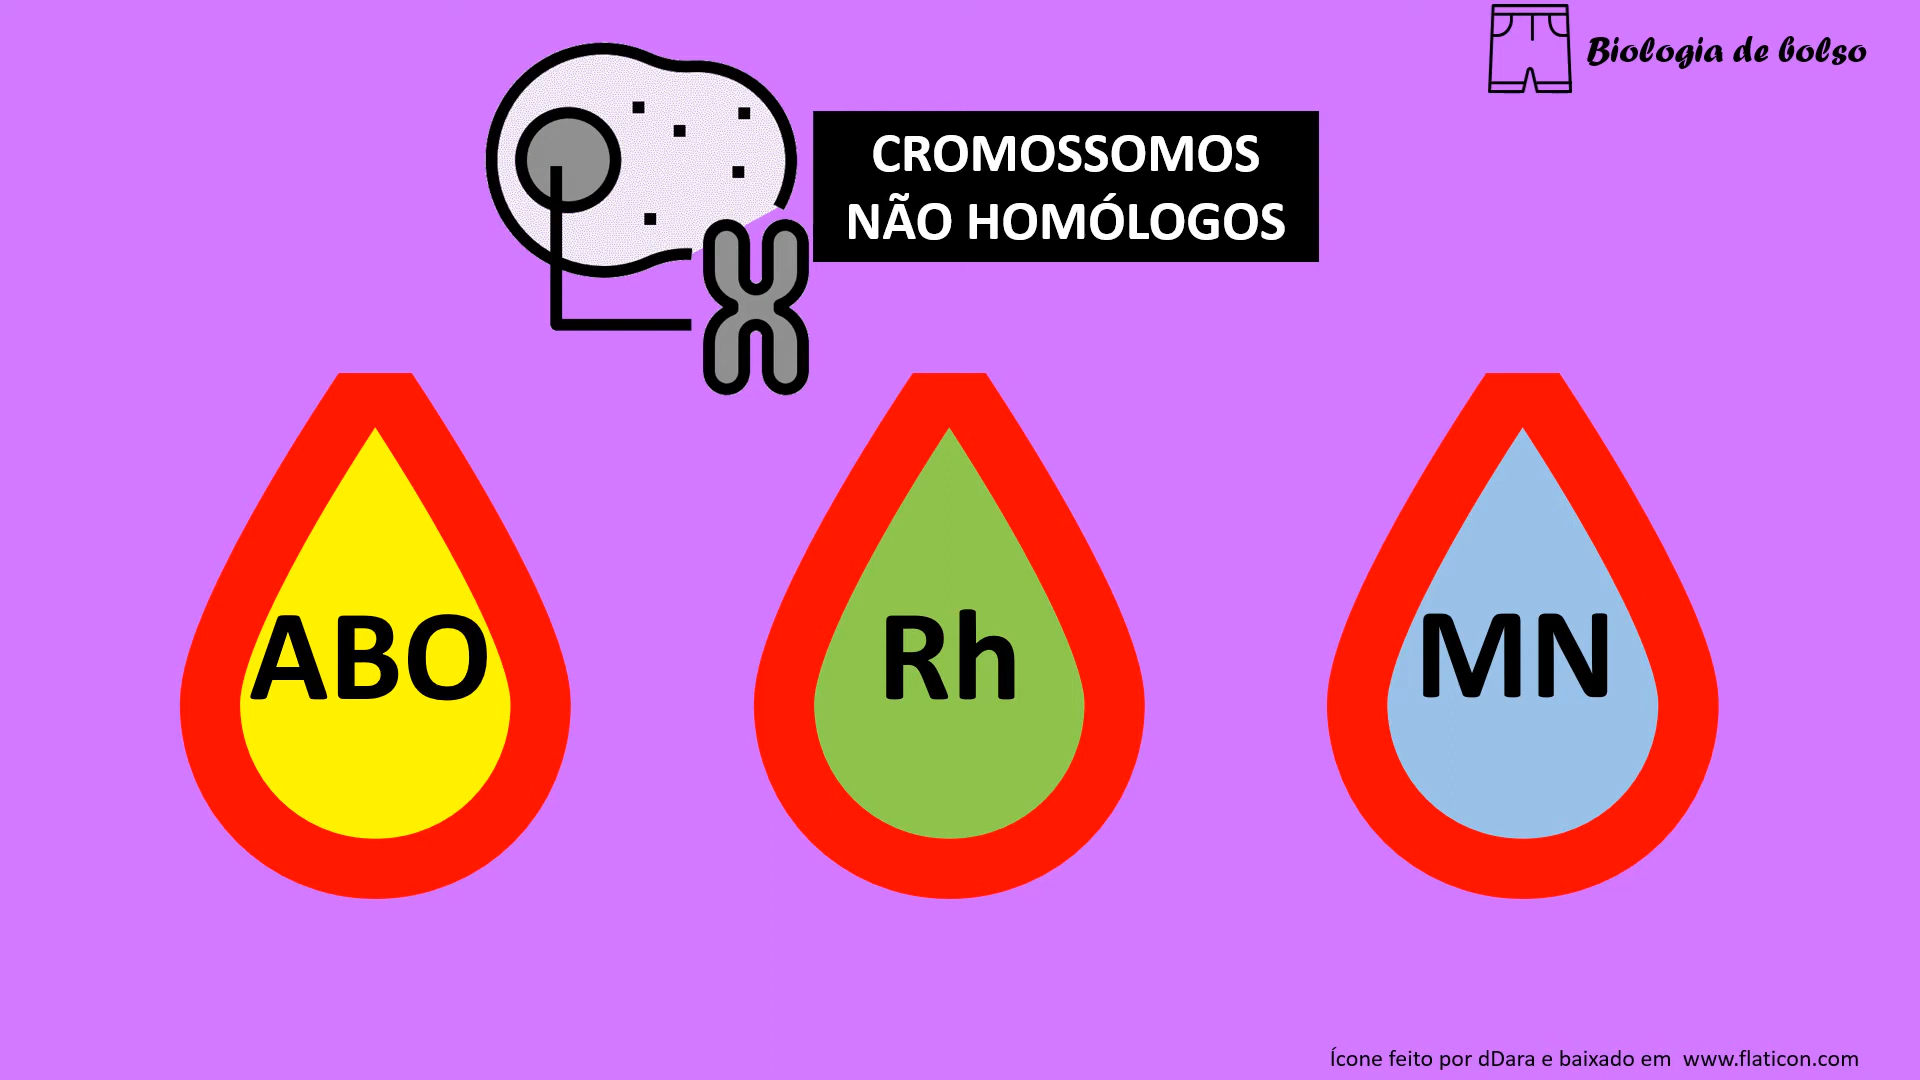 Biologia de bolso
CROMOSSOMOS
NÃO HOMÓLOGOS
ABO
Rh
MN
Ícone feito por dDara e baixado em www.flaticon.com